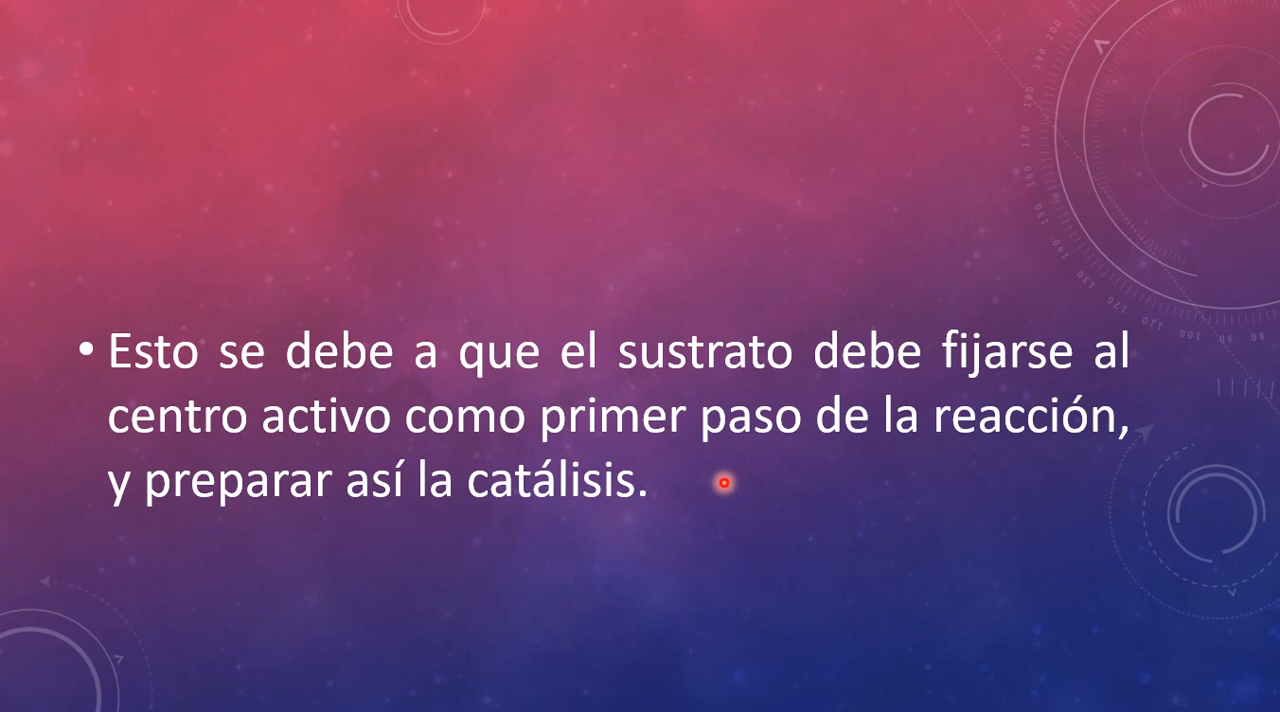 • Esto se debe a que el sustrato debe fijarse al
centro activo como primer paso de la reacción,
y preparar así la catálisis.